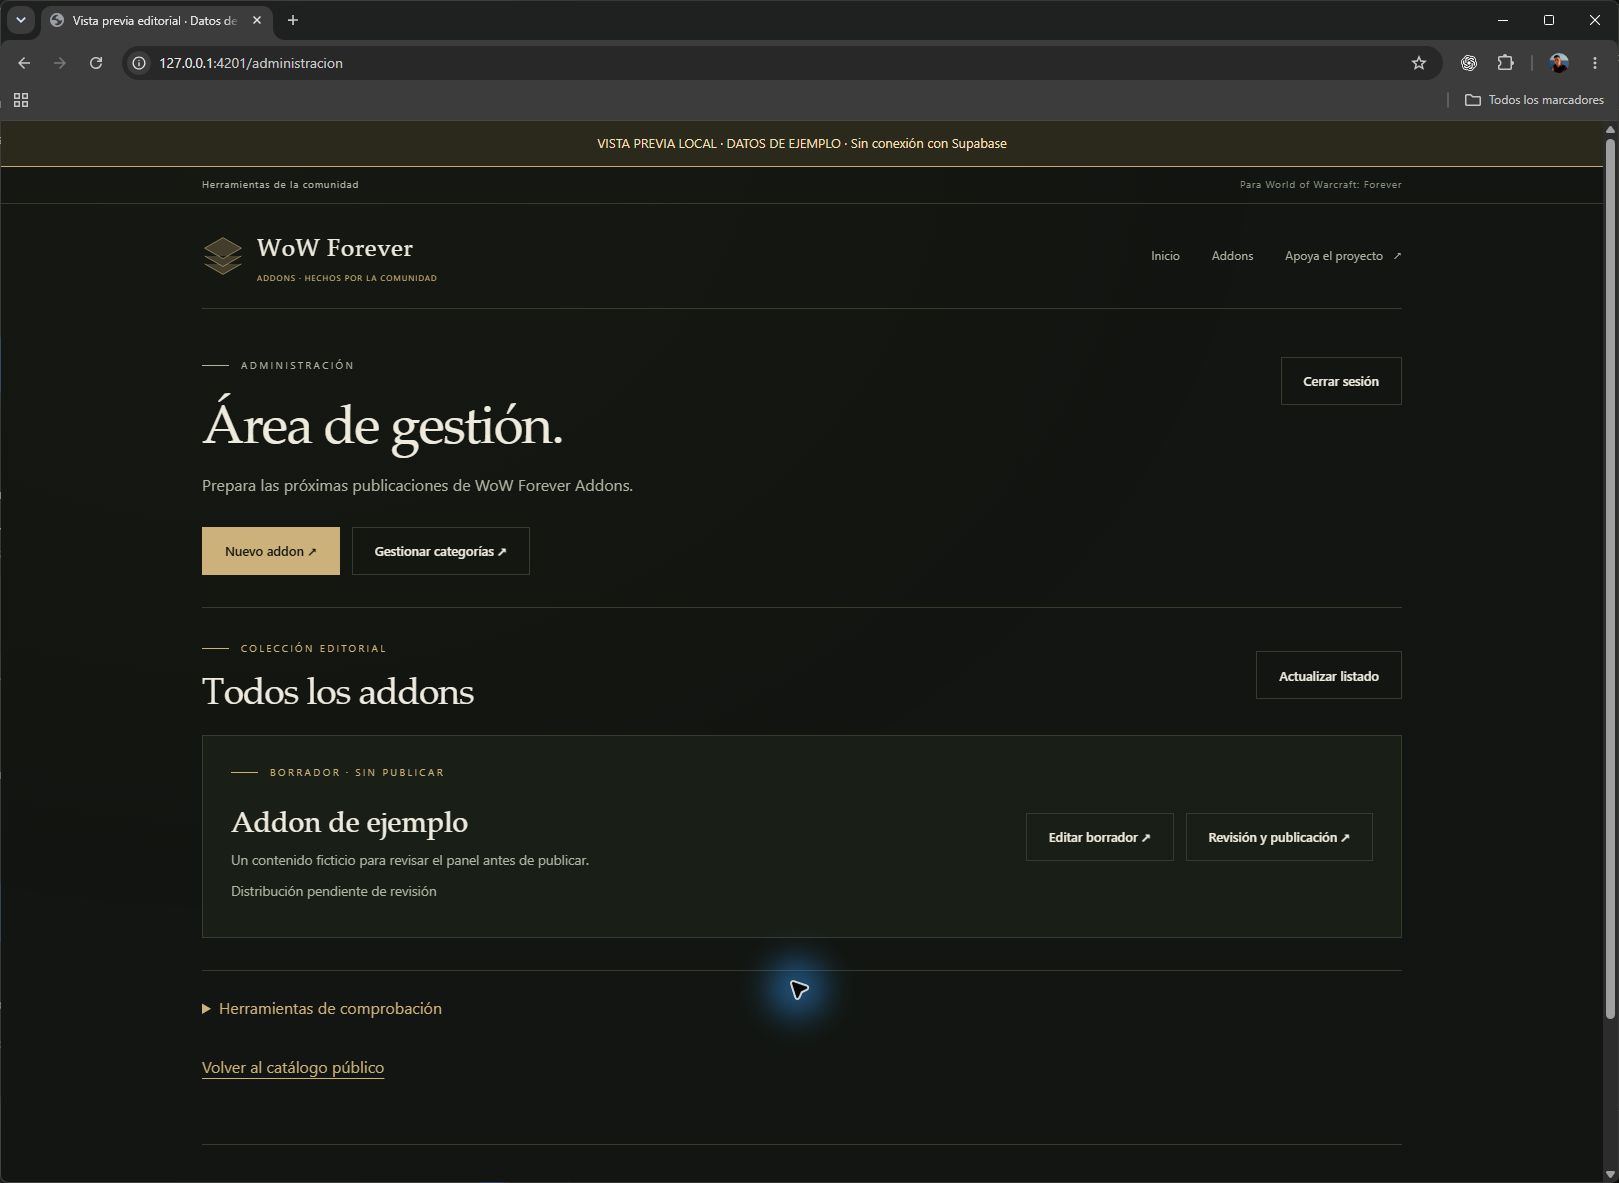 Vista previa editorial · Datos de
127.0.0.1:4201/administracion
Todos los marcadores
VISTA PREVIA LOCAL · DATOS DE EJEMPLO · Sin conexión con Supabase
Herramientas de la comunidad
Para World of Warcraft: Forever
WoW Forever
ADDONS · HECHOS POR LA COMUNIDAD
Inicio
Addons
Apoya el proyecto ↗
ADMINISTRACIÓN
Cerrar sesión
Área de gestión.
Prepara las próximas publicaciones de WoW Forever Addons.
Nuevo addon ↗
Gestionar categorías ↗
COLECCIÓN EDITORIAL
Todos los addons
Actualizar listado
BORRADOR · SIN PUBLICAR
Addon de ejemplo
Un contenido ficticio para revisar el panel antes de publicar.
Distribución pendiente de revisión
Editar borrador ↗
Revisión y publicación ↗
Herramientas de comprobación
Volver al catálogo público